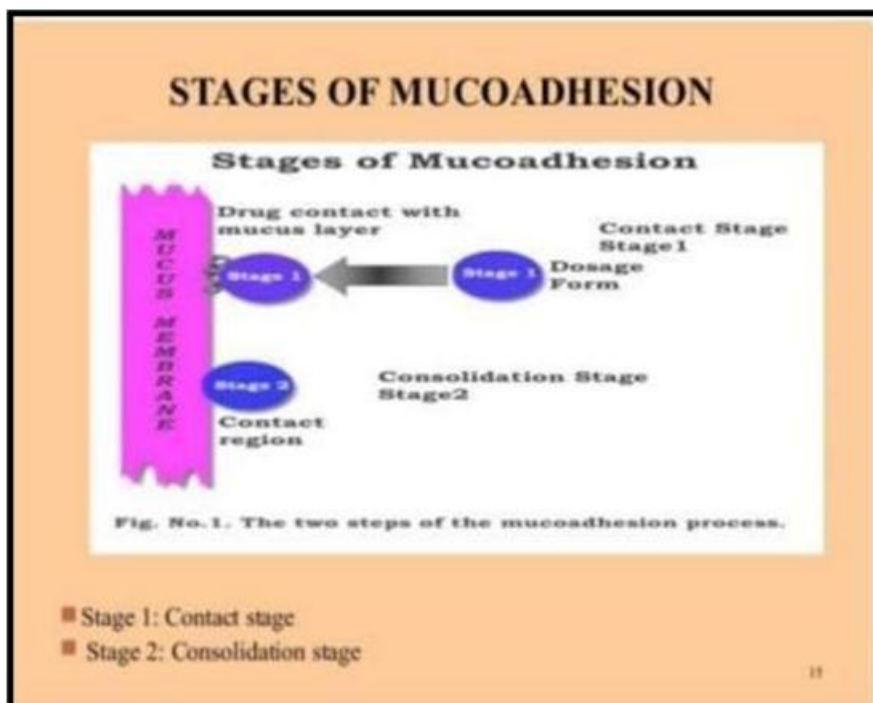 STAGES OF MUCOADHESION
Stages of Mucoadhesion
Drug contact with
mucus layer
Contact Stage
Stage1
Stage 1
Stage 1
Dosage
Form
MUCUS MEMBRANE
Stage 2
Consolidation Stage
Stage2
Contact
region
Fig. No.1. The two steps of the mucoadhesion process.
Stage 1: Contact stage
Stage 2: Consolidation stage